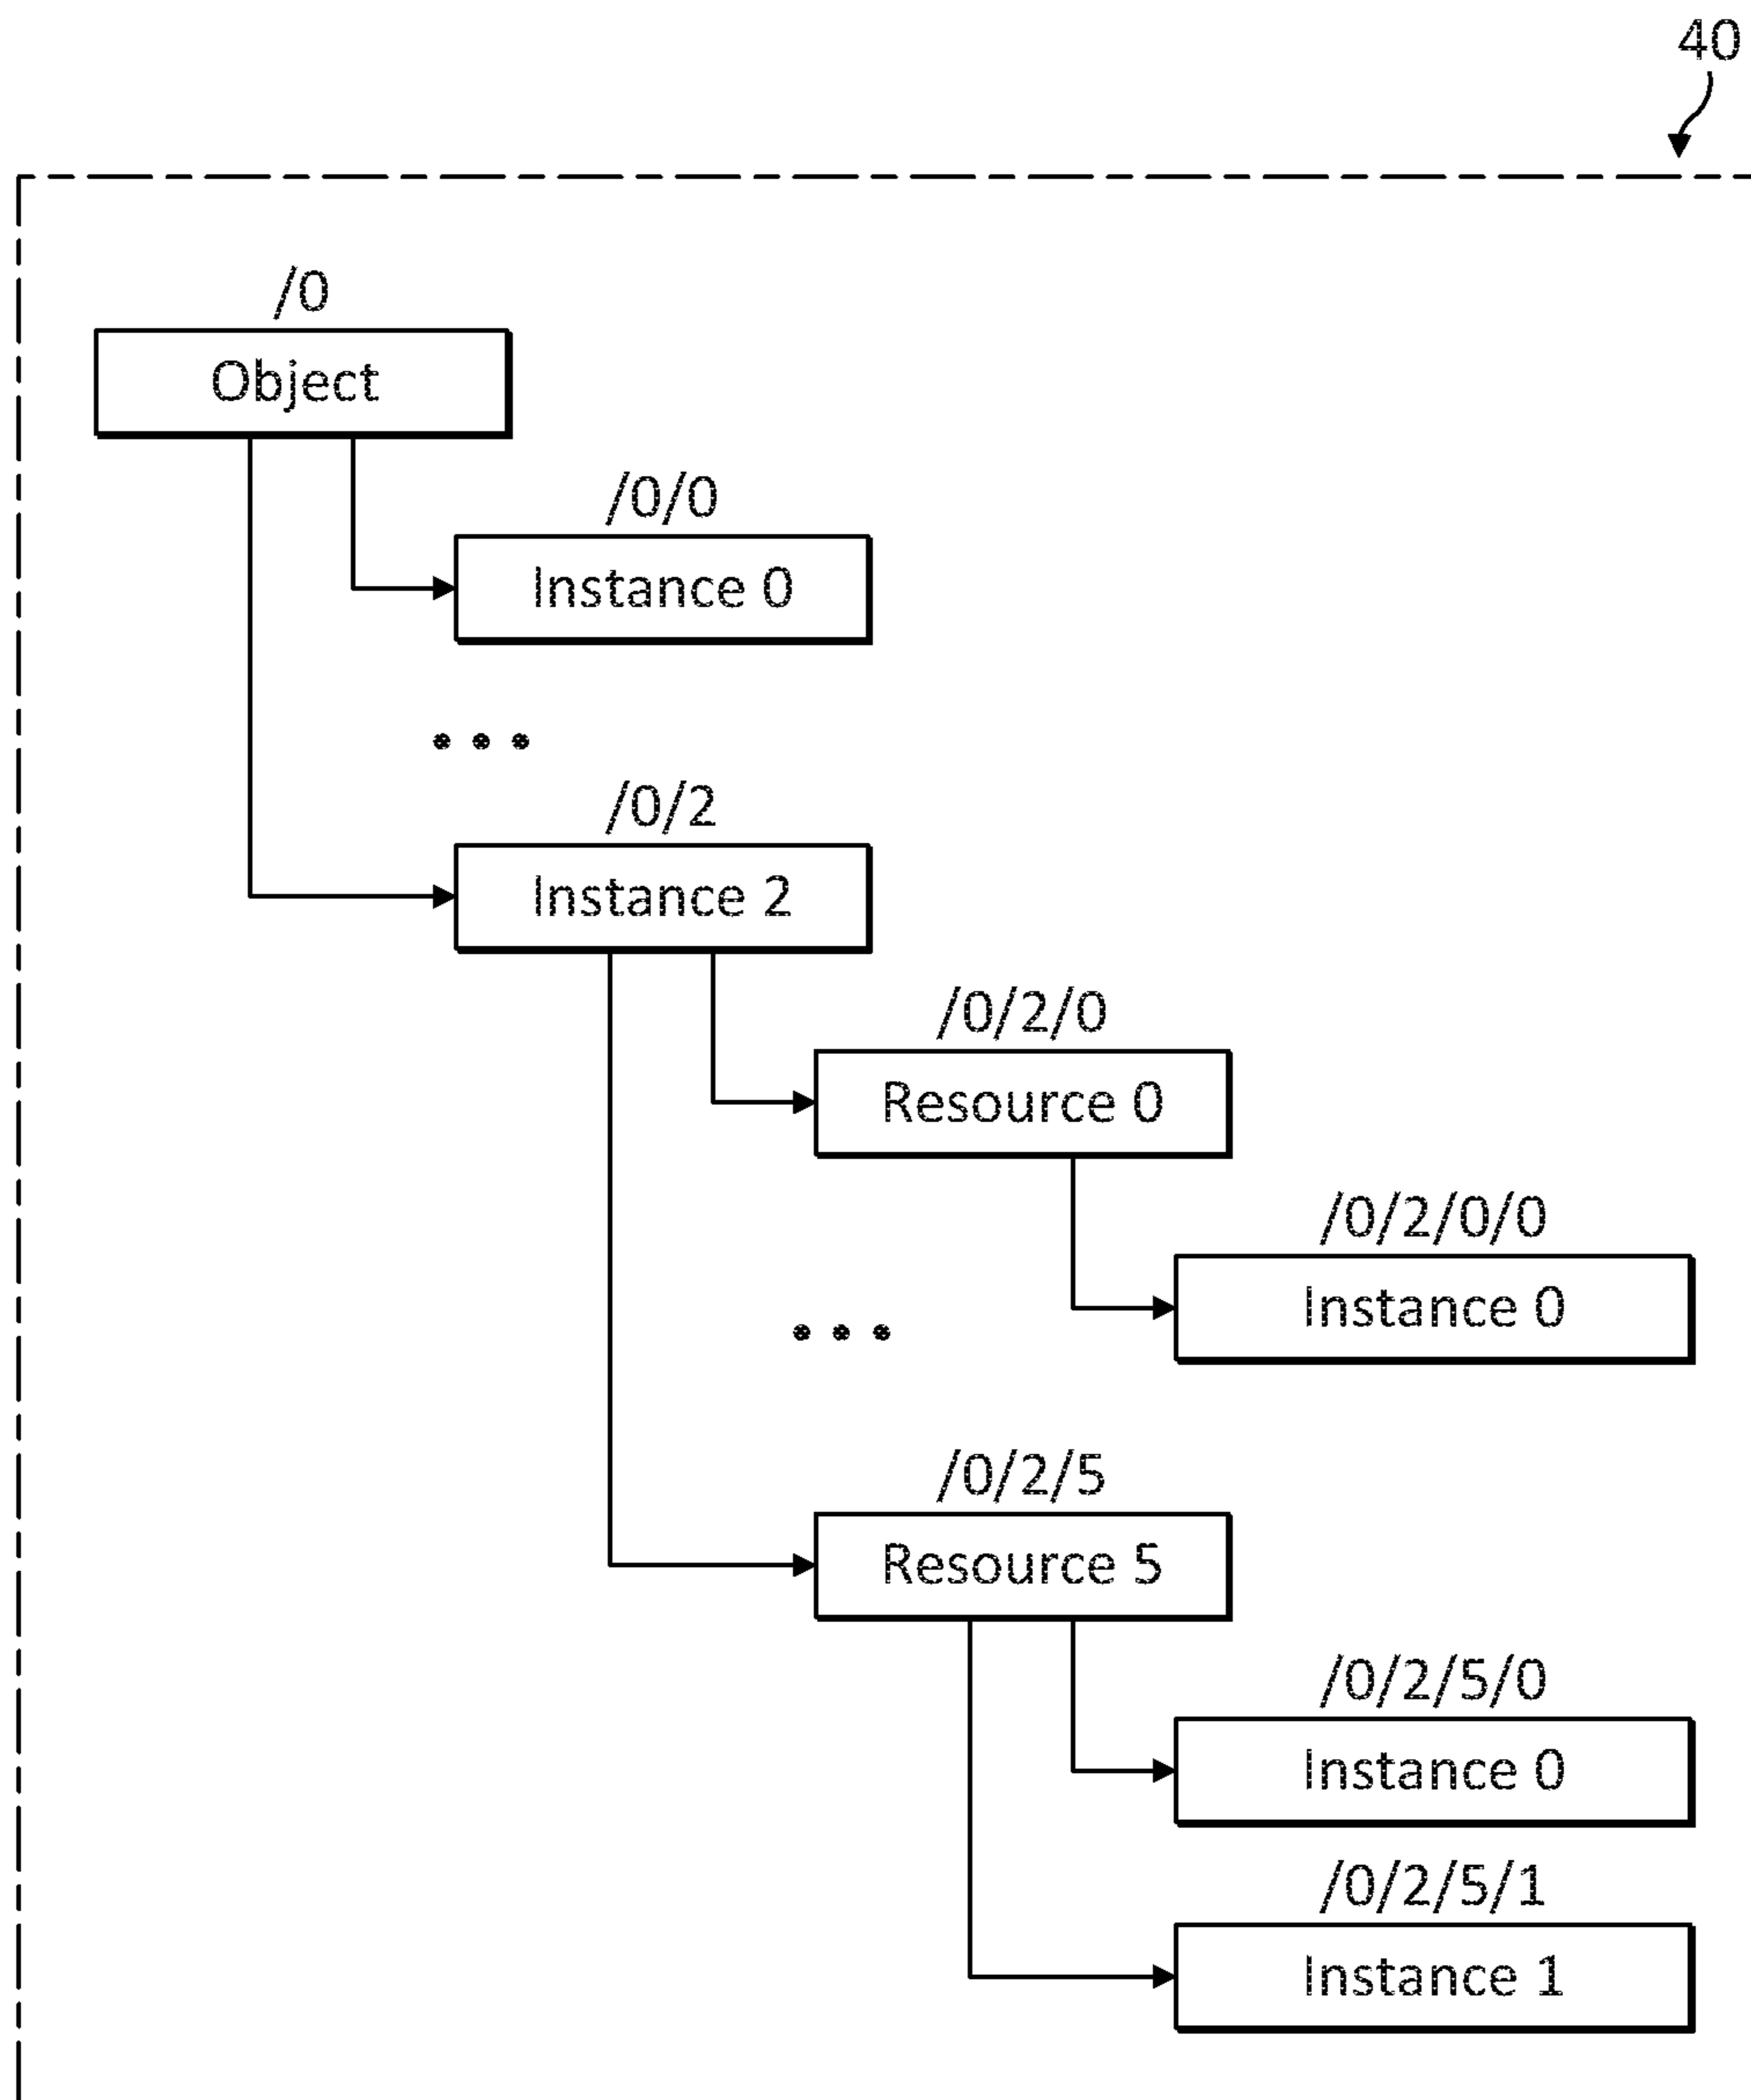 40
/0
Object
/0/0
Instance 0
/0/2
Instance 2
/0/2/0
Resource 0
/0/2/0/0
Instance 0
/0/2/5
Resource 5
/0/2/5/0
Instance 0
/0/2/5/1
Instance 1